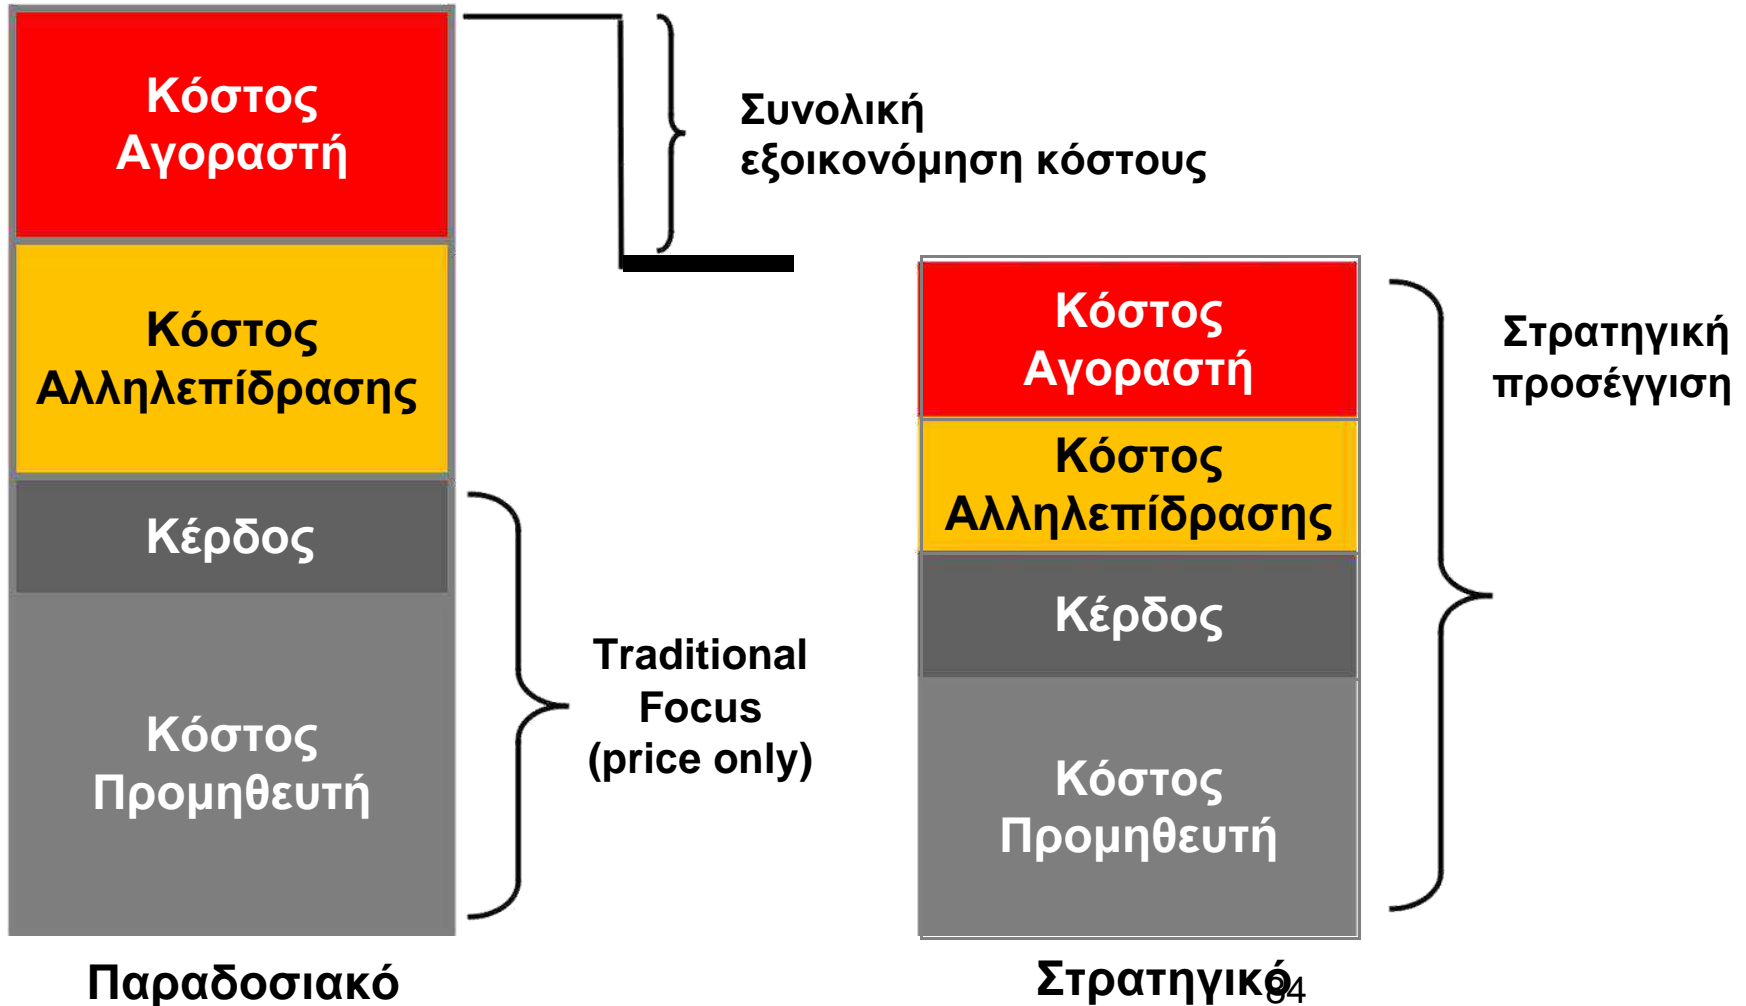 Κόστος
Αγοραστή
Κόστος
Αλληλεπίδρασης
Κέρδος
Κόστος
Προμηθευτή
Παραδοσιακό
Συνολική
εξοικονόμηση κόστους
Traditional
Focus
(price only)
Κόστος
Αγοραστή
Κόστος
Αλληλεπίδρασης
Κέρδος
Κόστος
Προμηθευτή
Στρατηγικό
Στρατηγική
προσέγγιση